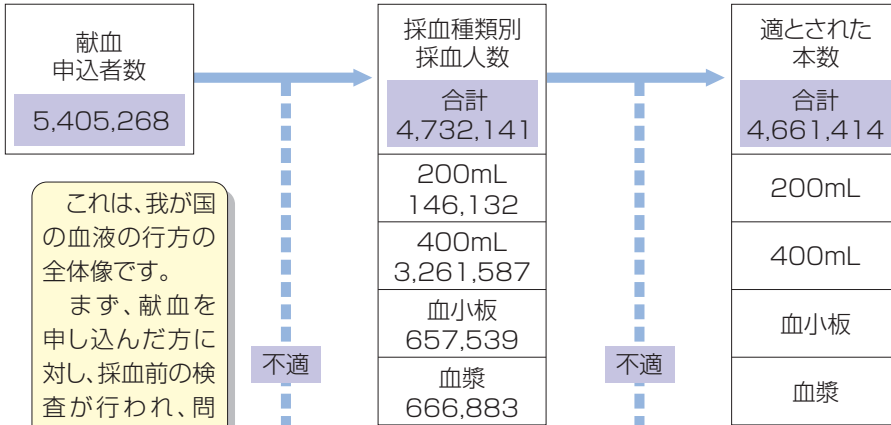 献血
申込者数
5,405,268
これは、我が国
の血液の行方の
全体像です。
まず、献血を
申し込んだ方に
対し、採血前の検
査が行われ、問
不適
採血種類別
採血人数
合計
4,732,141
200mL
146,132
400mL
3,261,587
血小板
657,539
血漿
666,883
不適
適とされた
本数
合計
4,661,414
200mL
400mL
血小板
血漿